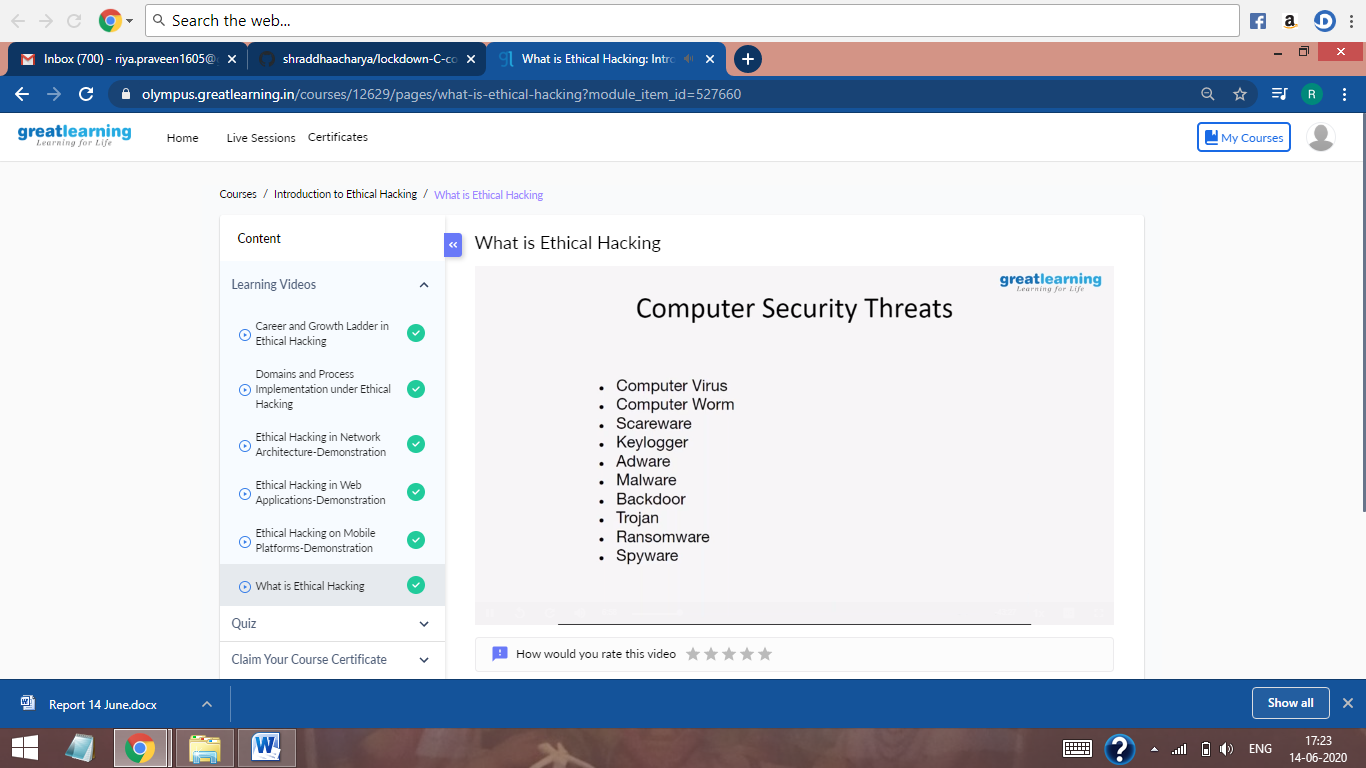 Search the web...
Inbox (700) - riya.praveen1605@g
shraddhaacharya/lockdown-C-co
What is Ethical Hacking: Intro
olympus.greatlearning.in/courses/12629/pages/what-is-ethical-hacking?module_item_id=527660
R
greatlearning
Learning for Life
Home
Live Sessions
Certificates
My Courses
Courses / Introduction to Ethical Hacking / What is Ethical Hacking
Content
Learning Videos
Career and Growth Ladder in
Ethical Hacking
Domains and Process
Implementation under Ethical
Hacking
Ethical Hacking in Network
Architecture-Demonstration
Ethical Hacking in Web
Applications-Demonstration
Ethical Hacking on Mobile
Platforms-Demonstration
What is Ethical Hacking
Quiz
Claim Your Course Certificate
What is Ethical Hacking
greatlearning
Learning for Life
Computer Security Threats
• Computer Virus
• Computer Worm
• Scareware
• Keylogger
• Adware
• Malware
• Backdoor
• Trojan
• Ransomware
• Spyware
How would you rate this video
Report 14 June.docx
Show all
ENG
17:23
14-06-2020